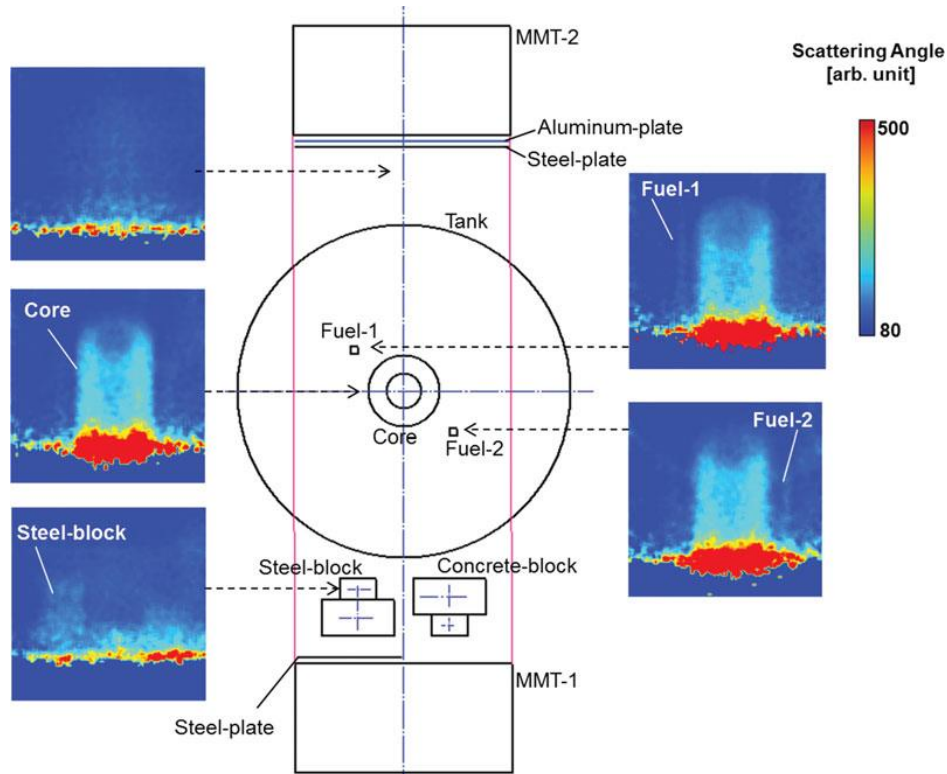 MMT-2
Scattering Angle
[arb. unit]
500
80
Aluminum-plate
Steel-plate
Tank
Fuel-1
Core
Fuel-1
Core
Fuel-2
Fuel-2
Steel-block
Steel-block
Concrete-block
MMT-1
Steel-plate